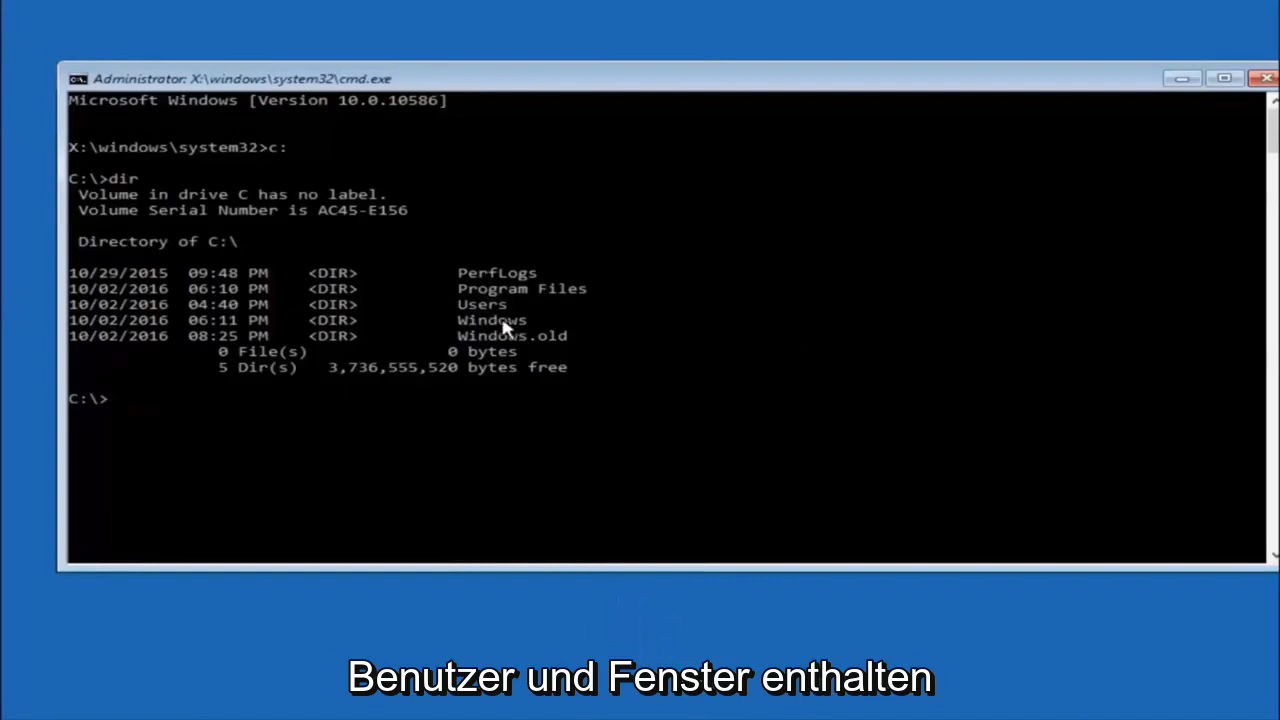 Administrator: X:\windows\system32\cmd.exe
Microsoft Windows [Version 10.0.10586]
X:\windows\system32>c:
C:\>dir
Volume in drive C has no label.
Volume Serial Number is AC45-E156
Directory of C:\
10/29/2015 09:48 PM <DIR> PerfLogs
10/02/2016 06:10 PM <DIR> Program Files
10/02/2016 04:40 PM <DIR> Users
10/02/2016 06:11 PM <DIR> Windows
10/02/2016 08:25 PM <DIR> Windows.old
0 File(s) 0 bytes
5 Dir(s) 3,736,555,520 bytes free
C:\>
Benutzer und Fenster enthalten